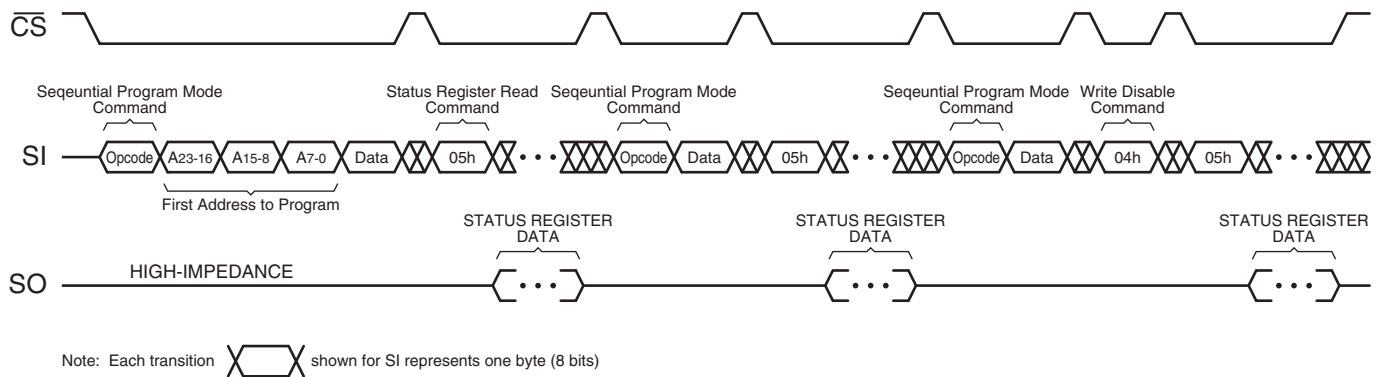 CS
Seqeuntial Program Mode
Command
Status Register Read
Command
Seqeuntial Program Mode
Command
Seqeuntial Program Mode
Command
Write Disable
Command
SI
Opcode
A23-16
A15-8
A7-0
Data
05h
Opcode
Data
05h
Opcode
Data
04h
05h
First Address to Program
STATUS REGISTER
DATA
STATUS REGISTER
DATA
STATUS REGISTER
DATA
SO
HIGH-IMPEDANCE
Note: Each transition shown for SI represents one byte (8 bits)